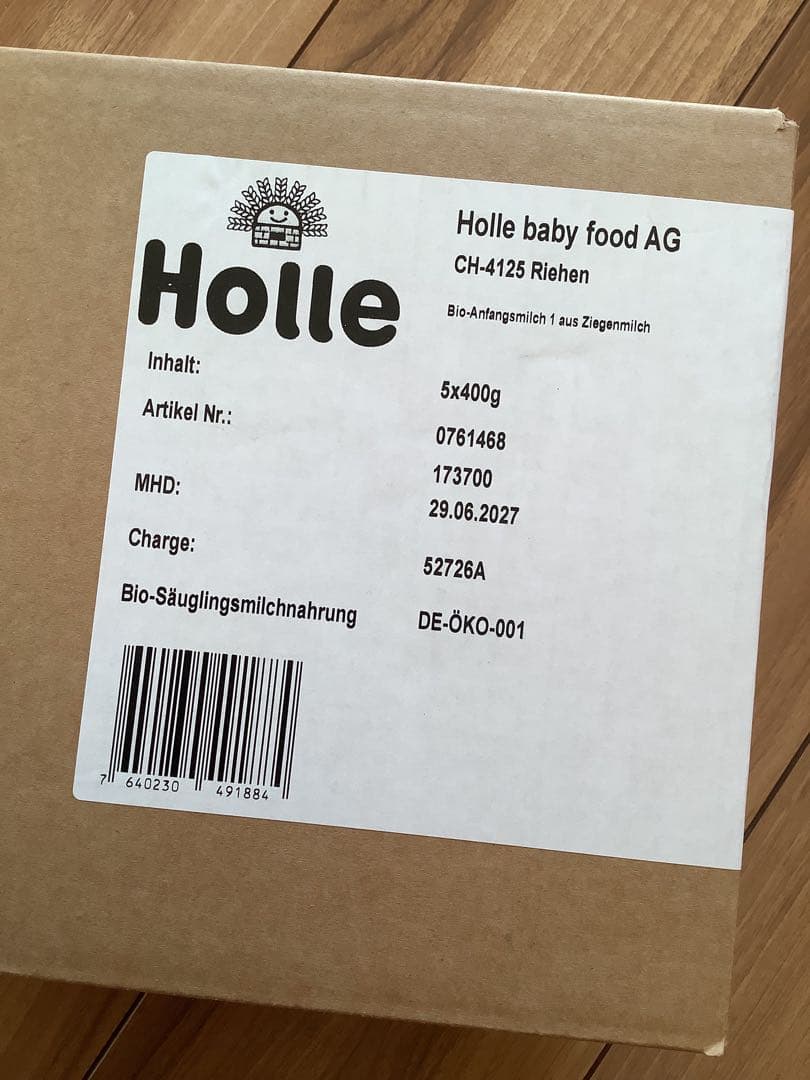 Holle
Holle baby food AG
CH-4125 Riehen
Bio-Anfangsmilch 1 aus Ziegenmilch
Inhalt: 5x400g
Artikel Nr.: 0761468
173700
MHD: 29.06.2027
Charge: 52726A
Bio-Säuglingsmilchnahrung DE-ÖKO-001
7 640230 491884